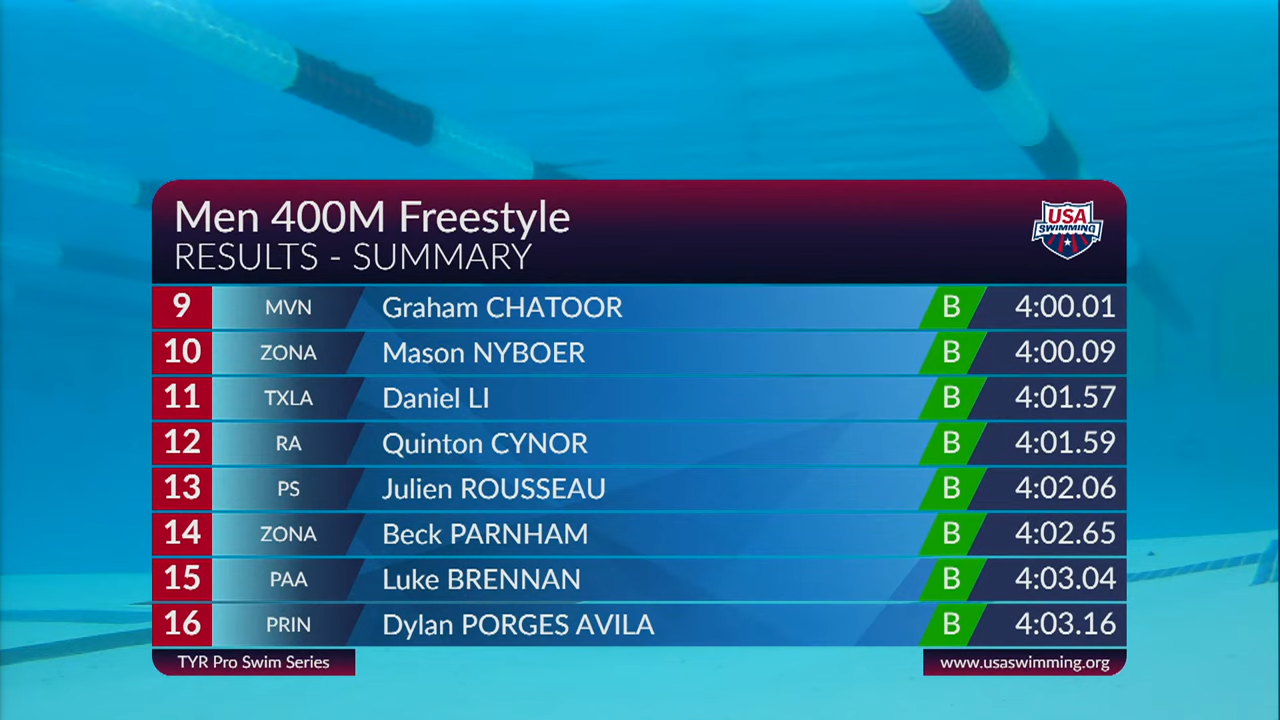 Men 400M Freestyle
RESULTS - SUMMARY
USA
SWIMMING
9 MVN Graham CHATOOR B 4:00.01
10 ZONA Mason NYBOER B 4:00.09
11 TXLA Daniel LI B 4:01.57
12 RA Quinton CYNOR B 4:01.59
13 PS Julien ROUSSEAU B 4:02.06
14 ZONA Beck PARNHAM B 4:02.65
15 PAA Luke BRENNAN B 4:03.04
16 PRIN Dylan PORGES AVILA B 4:03.16
TYR Pro Swim Series www.usaswimming.org